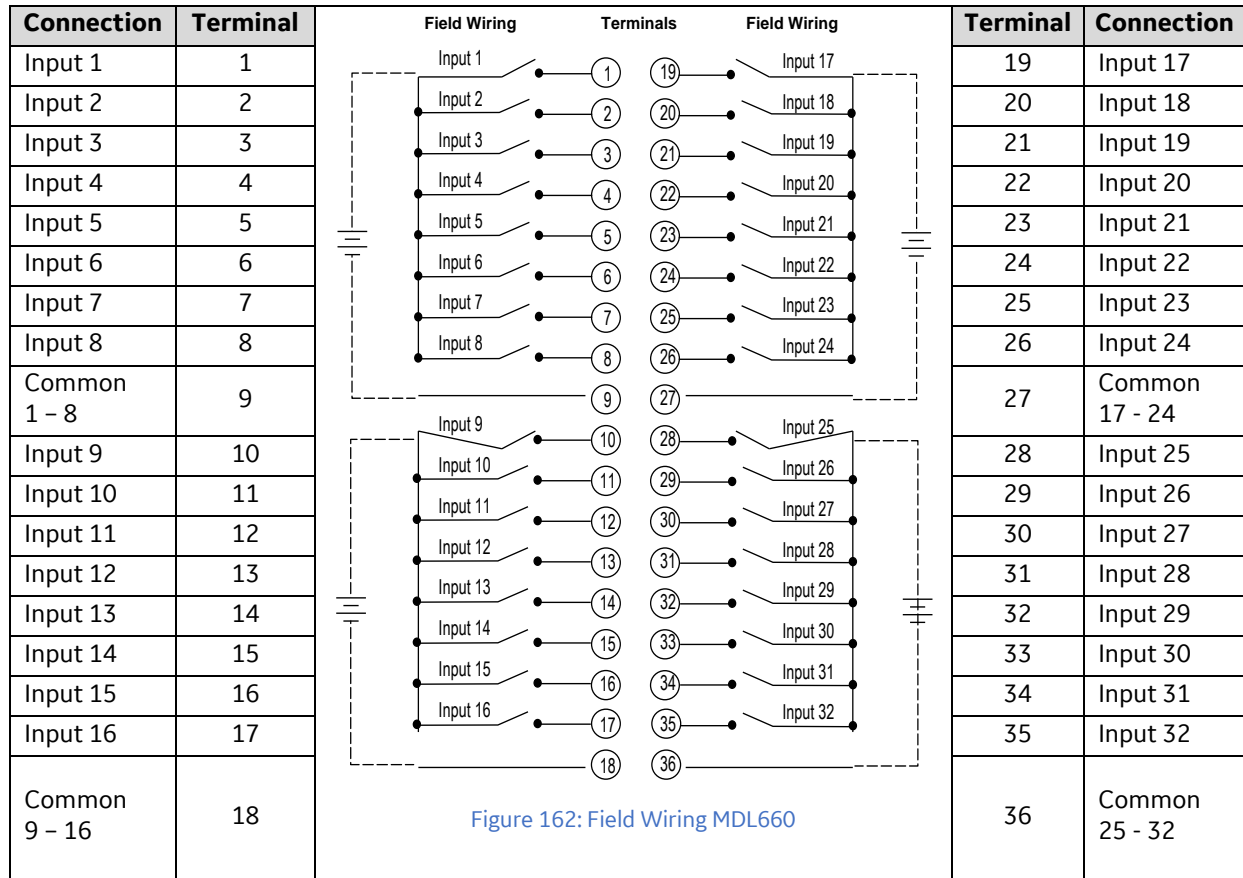 Connection Terminal
Input 1 1
Input 2 2
Input 3 3
Input 4 4
Input 5 5
Input 6 6
Input 7 7
Input 8 8
Common
1 – 8 9
Input 9 10
Input 10 11
Input 11 12
Input 12 13
Input 13 14
Input 14 15
Input 15 16
Input 16 17
Common
9 – 16 18
Field Wiring Terminals Field Wiring
Input 1 1 19 Input 17
Input 2 2 20 Input 18
Input 3 3 21 Input 19
Input 4 4 22 Input 20
Input 5 5 23 Input 21
Input 6 6 24 Input 22
Input 7 7 25 Input 23
Input 8 8 26 Input 24
9 27
Input 9 10 28 Input 25
Input 10 11 29 Input 26
Input 11 12 30 Input 27
Input 12 13 31 Input 28
Input 13 14 32 Input 29
Input 14 15 33 Input 30
Input 15 16 34 Input 31
Input 16 17 35 Input 32
18 36
Figure 162: Field Wiring MDL660
Terminal Connection
19 Input 17
20 Input 18
21 Input 19
22 Input 20
23 Input 21
24 Input 22
25 Input 23
26 Input 24
27 Common
17 - 24
28 Input 25
29 Input 26
30 Input 27
31 Input 28
32 Input 29
33 Input 30
34 Input 31
35 Input 32
36 Common
25 - 32